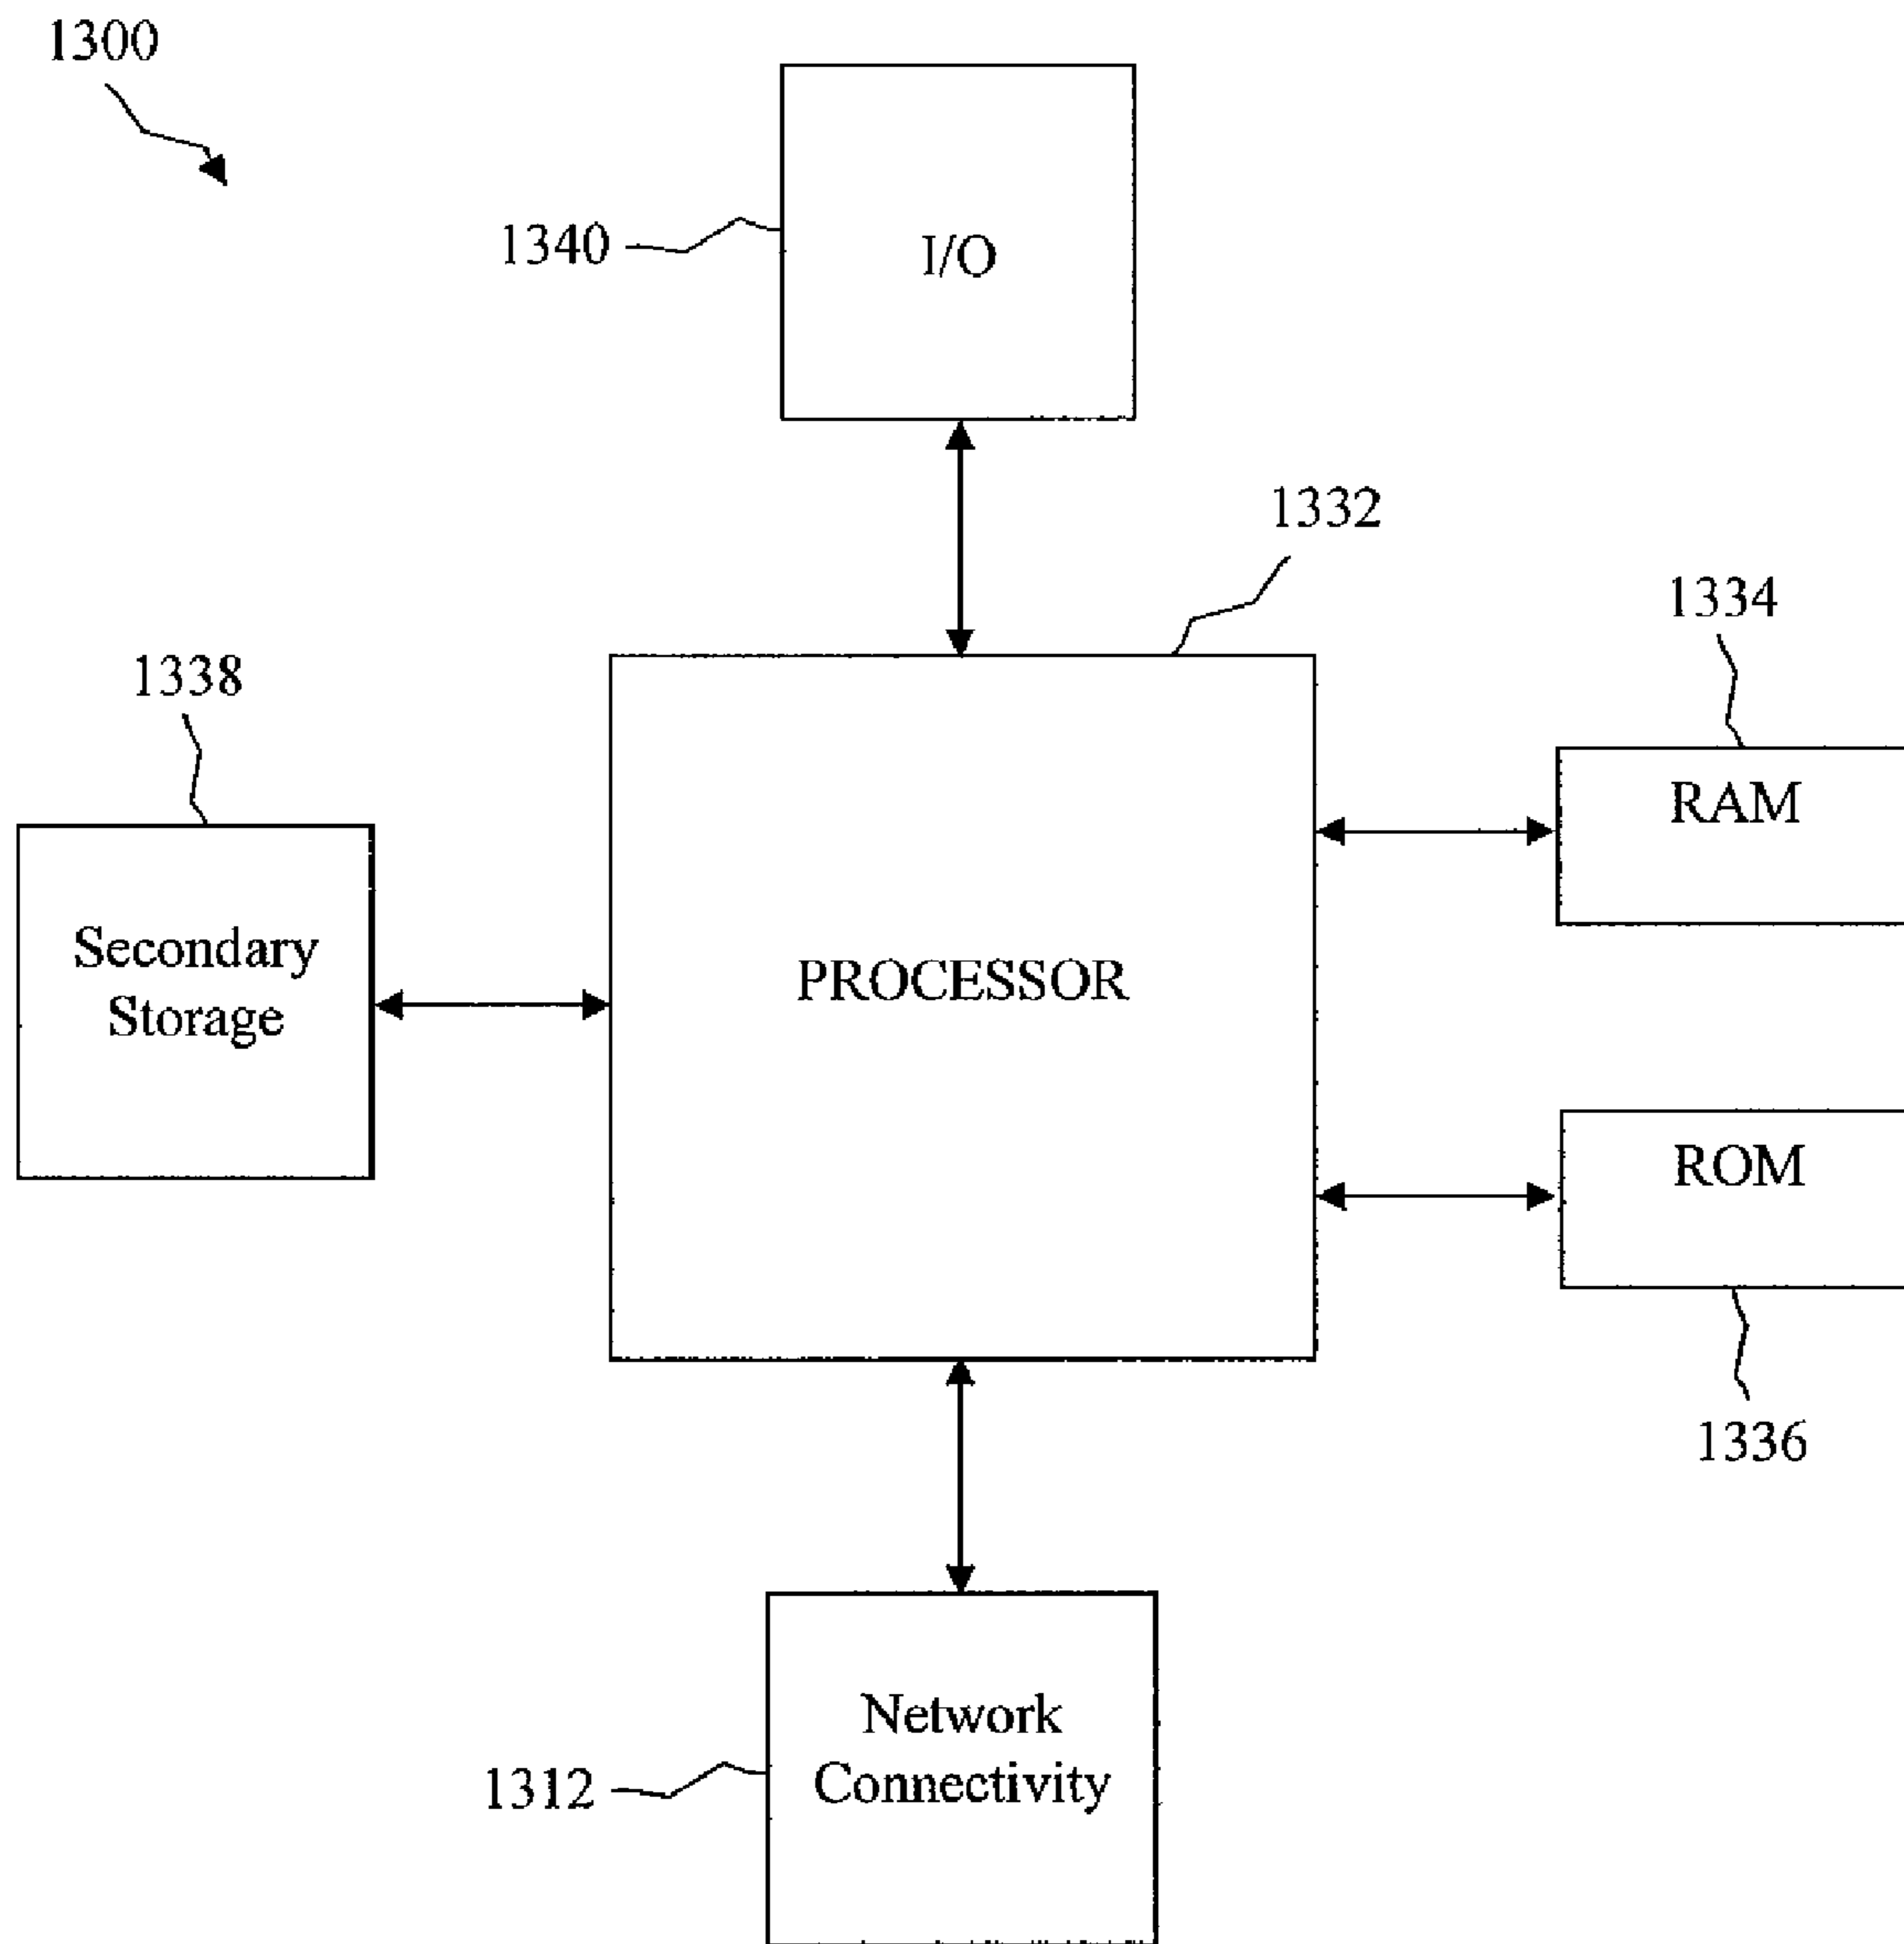 1300
1340
I/O
1332
1334
1338
RAM
Secondary
Storage
PROCESSOR
ROM
1336
Network
Connectivity
1312